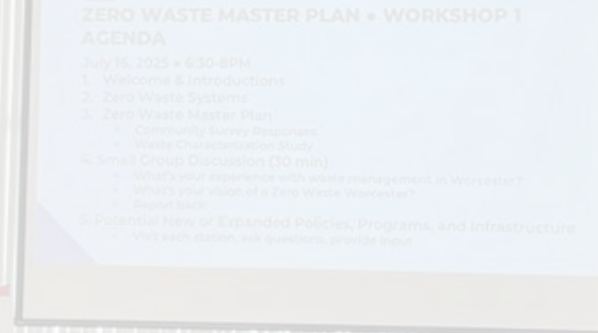 ZERO WASTE MASTER PLAN • WORKSHOP 1
AGENDA
July 16, 2025 • 6:30-8PM
1. Welcome & Introductions
2. Zero Waste Systems
3. Zero Waste Master Plan
• Community Survey Responses
• Waste Characterization Study
4. Small Group Discussion (30 min)
• What's your experience with waste management in Worcester?
• What's your vision of a Zero Waste Worcester?
• Report back
5. Potential New or Expanded Policies, Programs, and Infrastructure
• Visit each station, ask questions, provide input